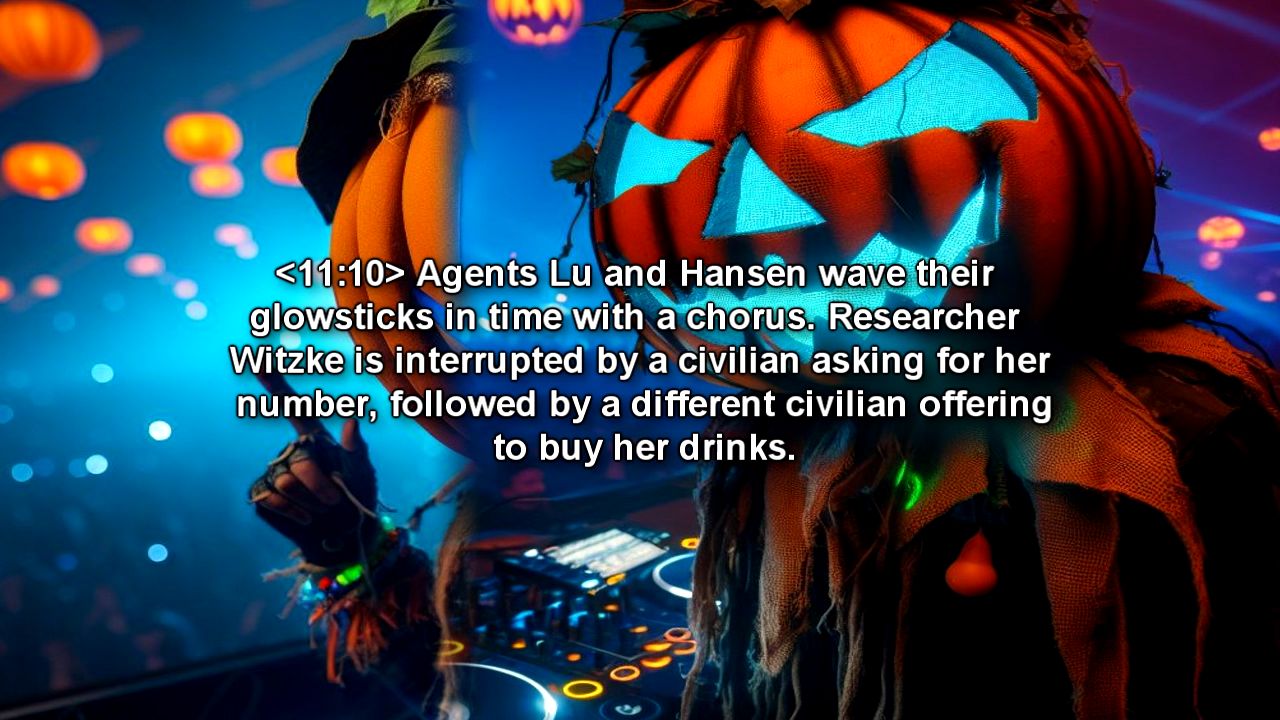 <11:10> Agents Lu and Hansen wave their
glowsticks in time with a chorus. Researcher
Witzke is interrupted by a civilian asking for her
number, followed by a different civilian offering
to buy her drinks.